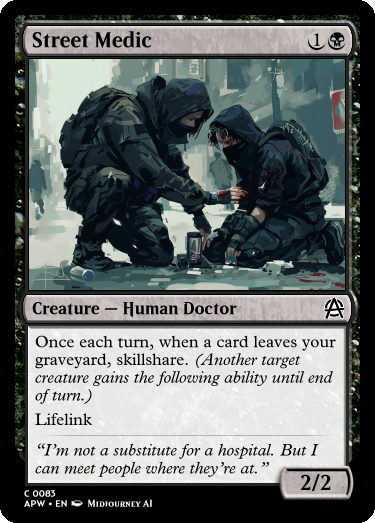 Street Medic 1
Creature — Human Doctor
Once each turn, when a card leaves your
graveyard, skillshare. (Another target
creature gains the following ability until end
of turn.)
Lifelink
“I’m not a substitute for a hospital. But I
can meet people where they’re at.”
2/2
C 0083
APW • EN Midjourney AI